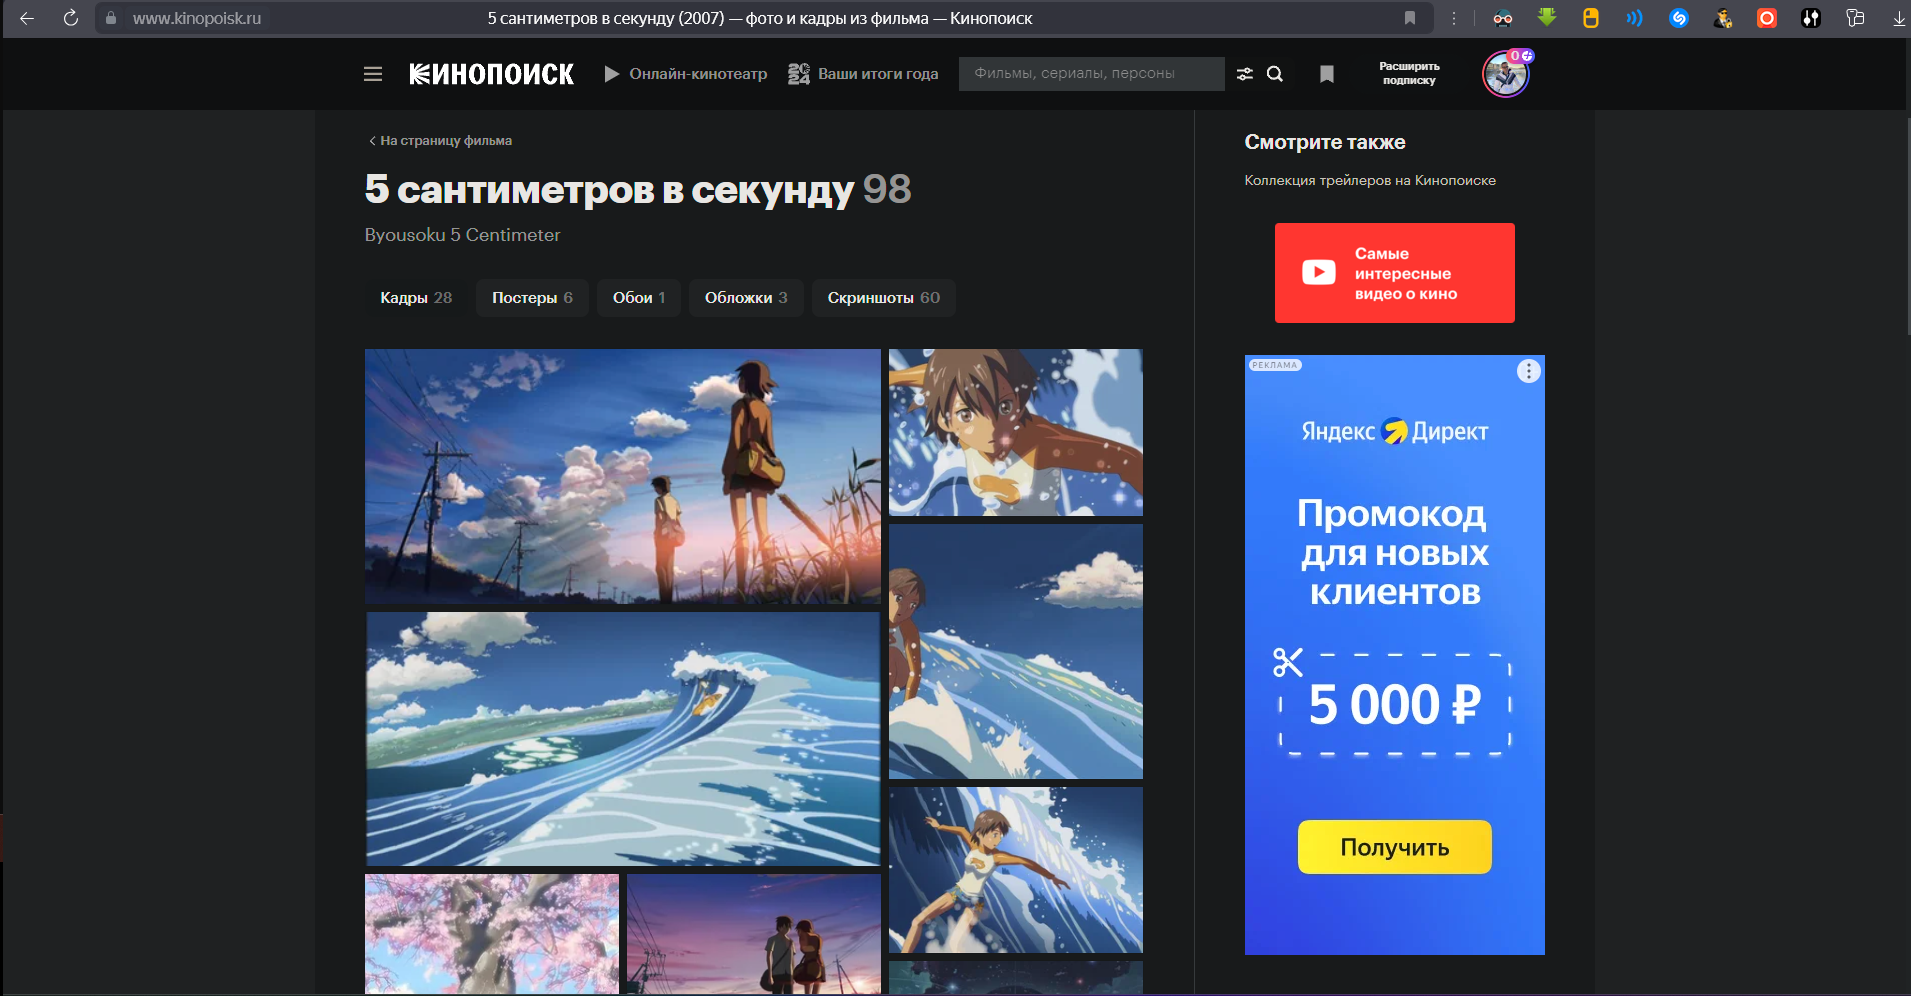 www.kinopoisk.ru
5 сантиметров в секунду (2007) — фото и кадры из фильма — Кинопоиск
КИНОПОИСК
Онлайн-кинотеатр
2024
Ваши итоги года
Фильмы, сериалы, персоны
Расширить
подписку
0
На страницу фильма
5 сантиметров в секунду 98
Byousoku 5 Centimeter
Кадры 28
Постеры 6
Обои 1
Обложки 3
Скриншоты 60
Смотрите также
Коллекция трейлеров на Кинопоиске
Самые
интересные
видео о кино
РЕКЛАМА
Яндекс Директ
Промокод
для новых
клиентов
5 000 ₽
Получить